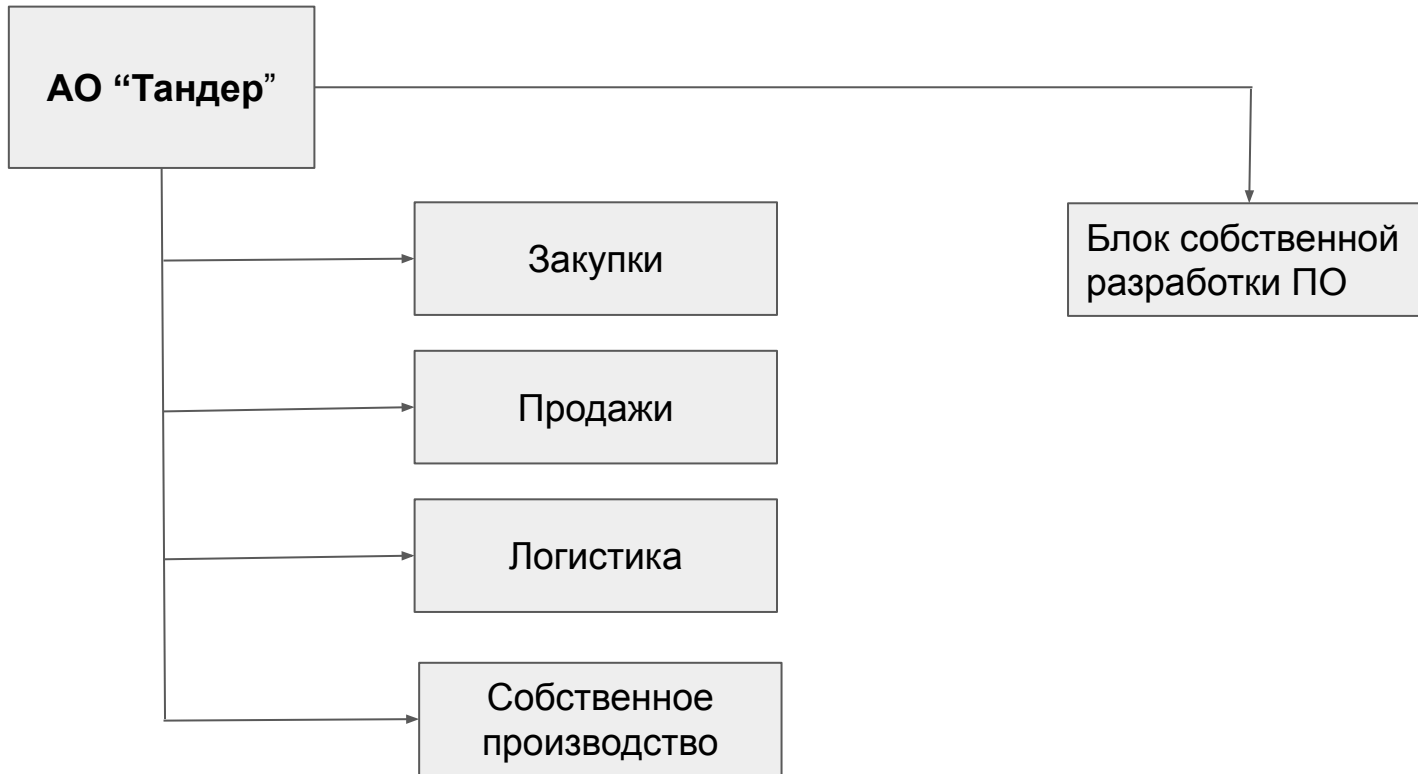 АО “Тандер”
Закупки
Блок собственной
разработки ПО
Продажи
Логистика
Собственное
производство